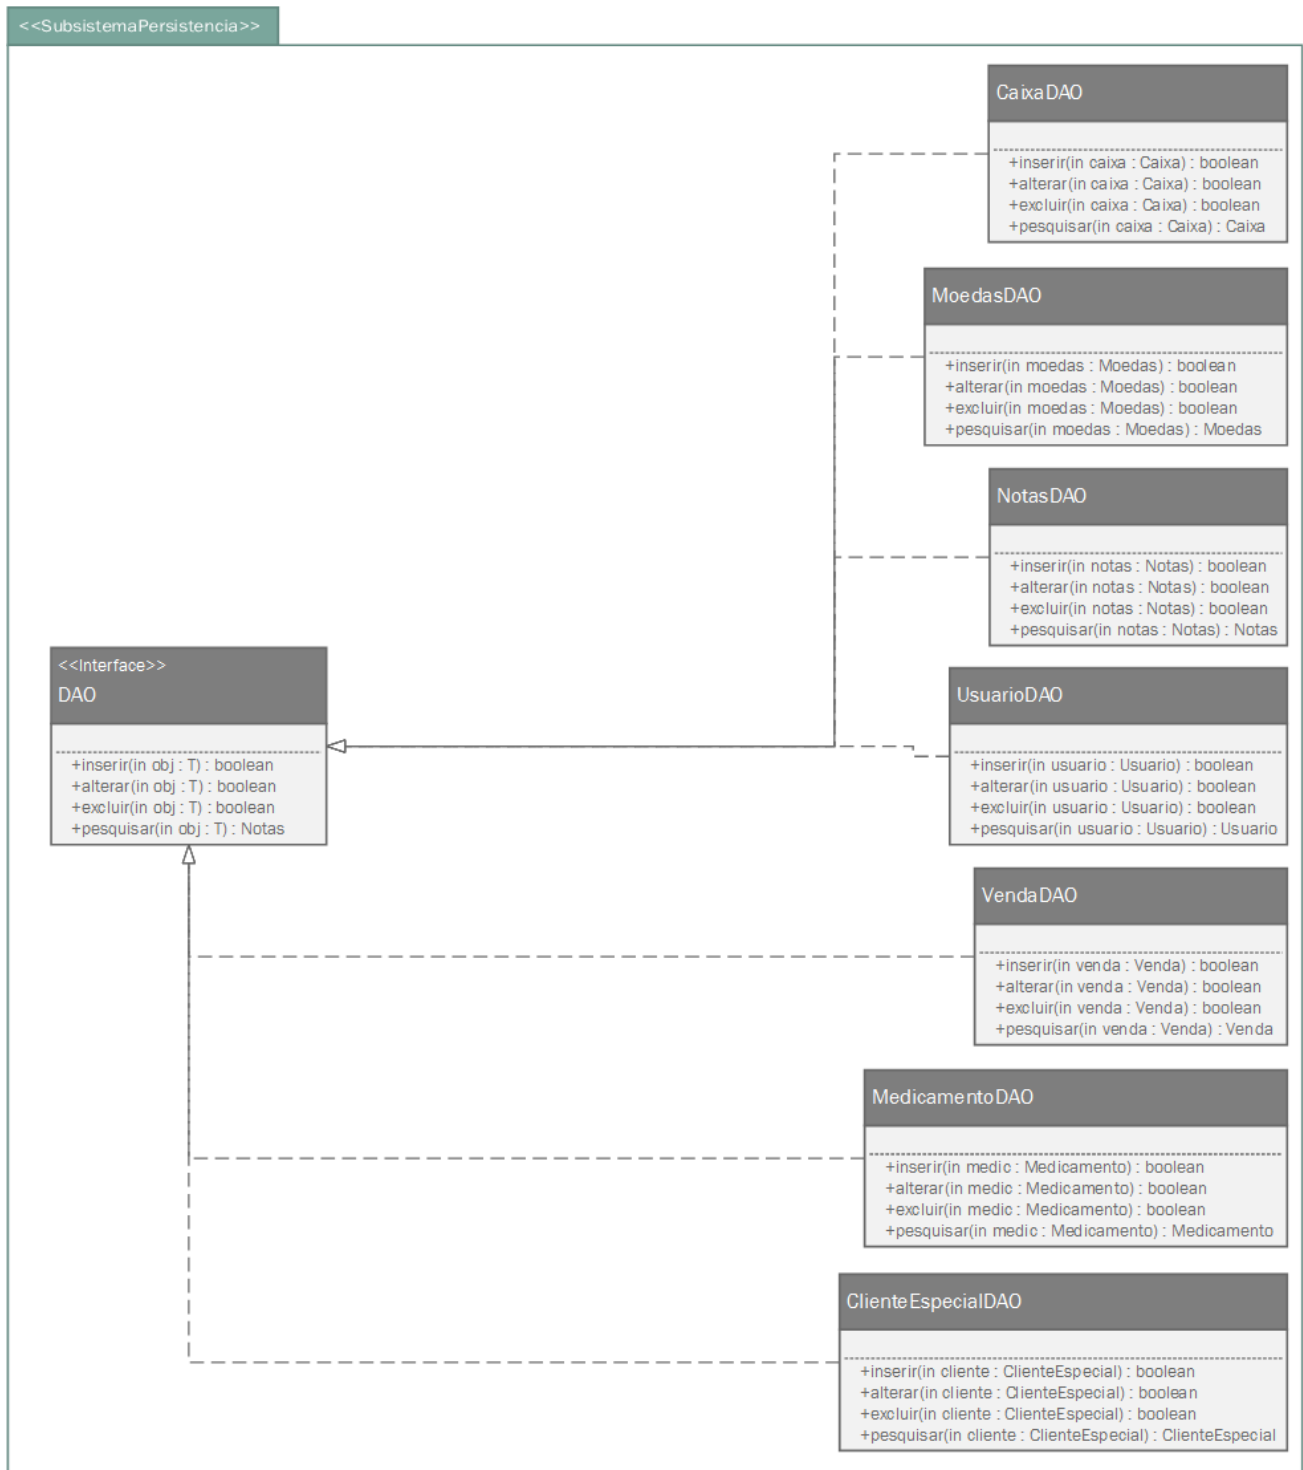 <<SubsistemaPersistencia>>
CaixaDAO
+inserir(in caixa : Caixa) : boolean
+alterar(in caixa : Caixa) : boolean
+excluir(in caixa : Caixa) : boolean
+pesquisar(in caixa : Caixa) : Caixa
MoedasDAO
+inserir(in moedas : Moedas) : boolean
+alterar(in moedas : Moedas) : boolean
+excluir(in moedas : Moedas) : boolean
+pesquisar(in moedas : Moedas) : Moedas
NotasDAO
+inserir(in notas : Notas) : boolean
+alterar(in notas : Notas) : boolean
+excluir(in notas : Notas) : boolean
+pesquisar(in notas : Notas) : Notas
<<Interface>>
DAO
+inserir(in obj : T) : boolean
+alterar(in obj : T) : boolean
+excluir(in obj : T) : boolean
+pesquisar(in obj : T) : Notas
UsuarioDAO
+inserir(in usuario : Usuario) : boolean
+alterar(in usuario : Usuario) : boolean
+excluir(in usuario : Usuario) : boolean
+pesquisar(in usuario : Usuario) : Usuario
VendaDAO
+inserir(in venda : Venda) : boolean
+alterar(in venda : Venda) : boolean
+excluir(in venda : Venda) : boolean
+pesquisar(in venda : Venda) : Venda
MedicamentoDAO
+inserir(in medic : Medicamento) : boolean
+alterar(in medic : Medicamento) : boolean
+excluir(in medic : Medicamento) : boolean
+pesquisar(in medic : Medicamento) : Medicamento
ClienteEspecialDAO
+inserir(in cliente : ClienteEspecial) : boolean
+alterar(in cliente : ClienteEspecial) : boolean
+excluir(in cliente : ClienteEspecial) : boolean
+pesquisar(in cliente : ClienteEspecial) : ClienteEspecial